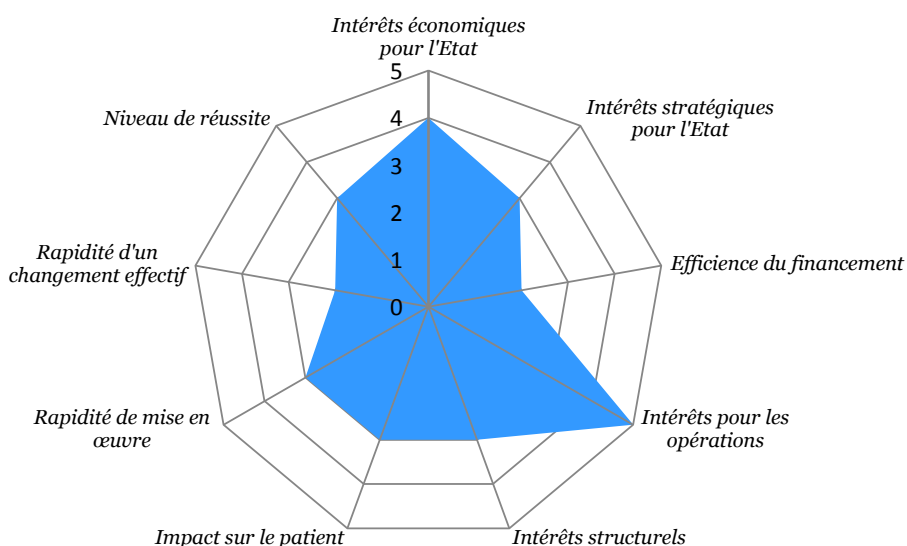 Intérêts économiques
pour l'Etat
5
4
3
2
1
0
Intérêts stratégiques
pour l'Etat
Efficience du financement
Intérêts pour les
opérations
Intérêts structurels
Impact sur le patient
Rapidité de mise en
œuvre
Rapidité d'un
changement effectif
Niveau de réussite